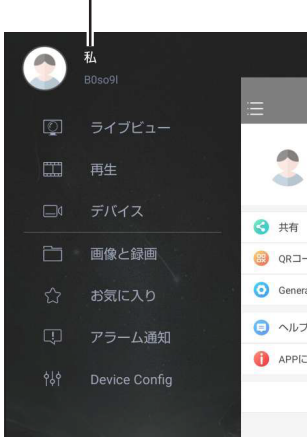 私
B0so9l
ライブビュー
再生
デバイス
画像と録画
お気に入り
アラーム通知
Device Config
共有
QRコー
Genera
ヘルプ
APPに